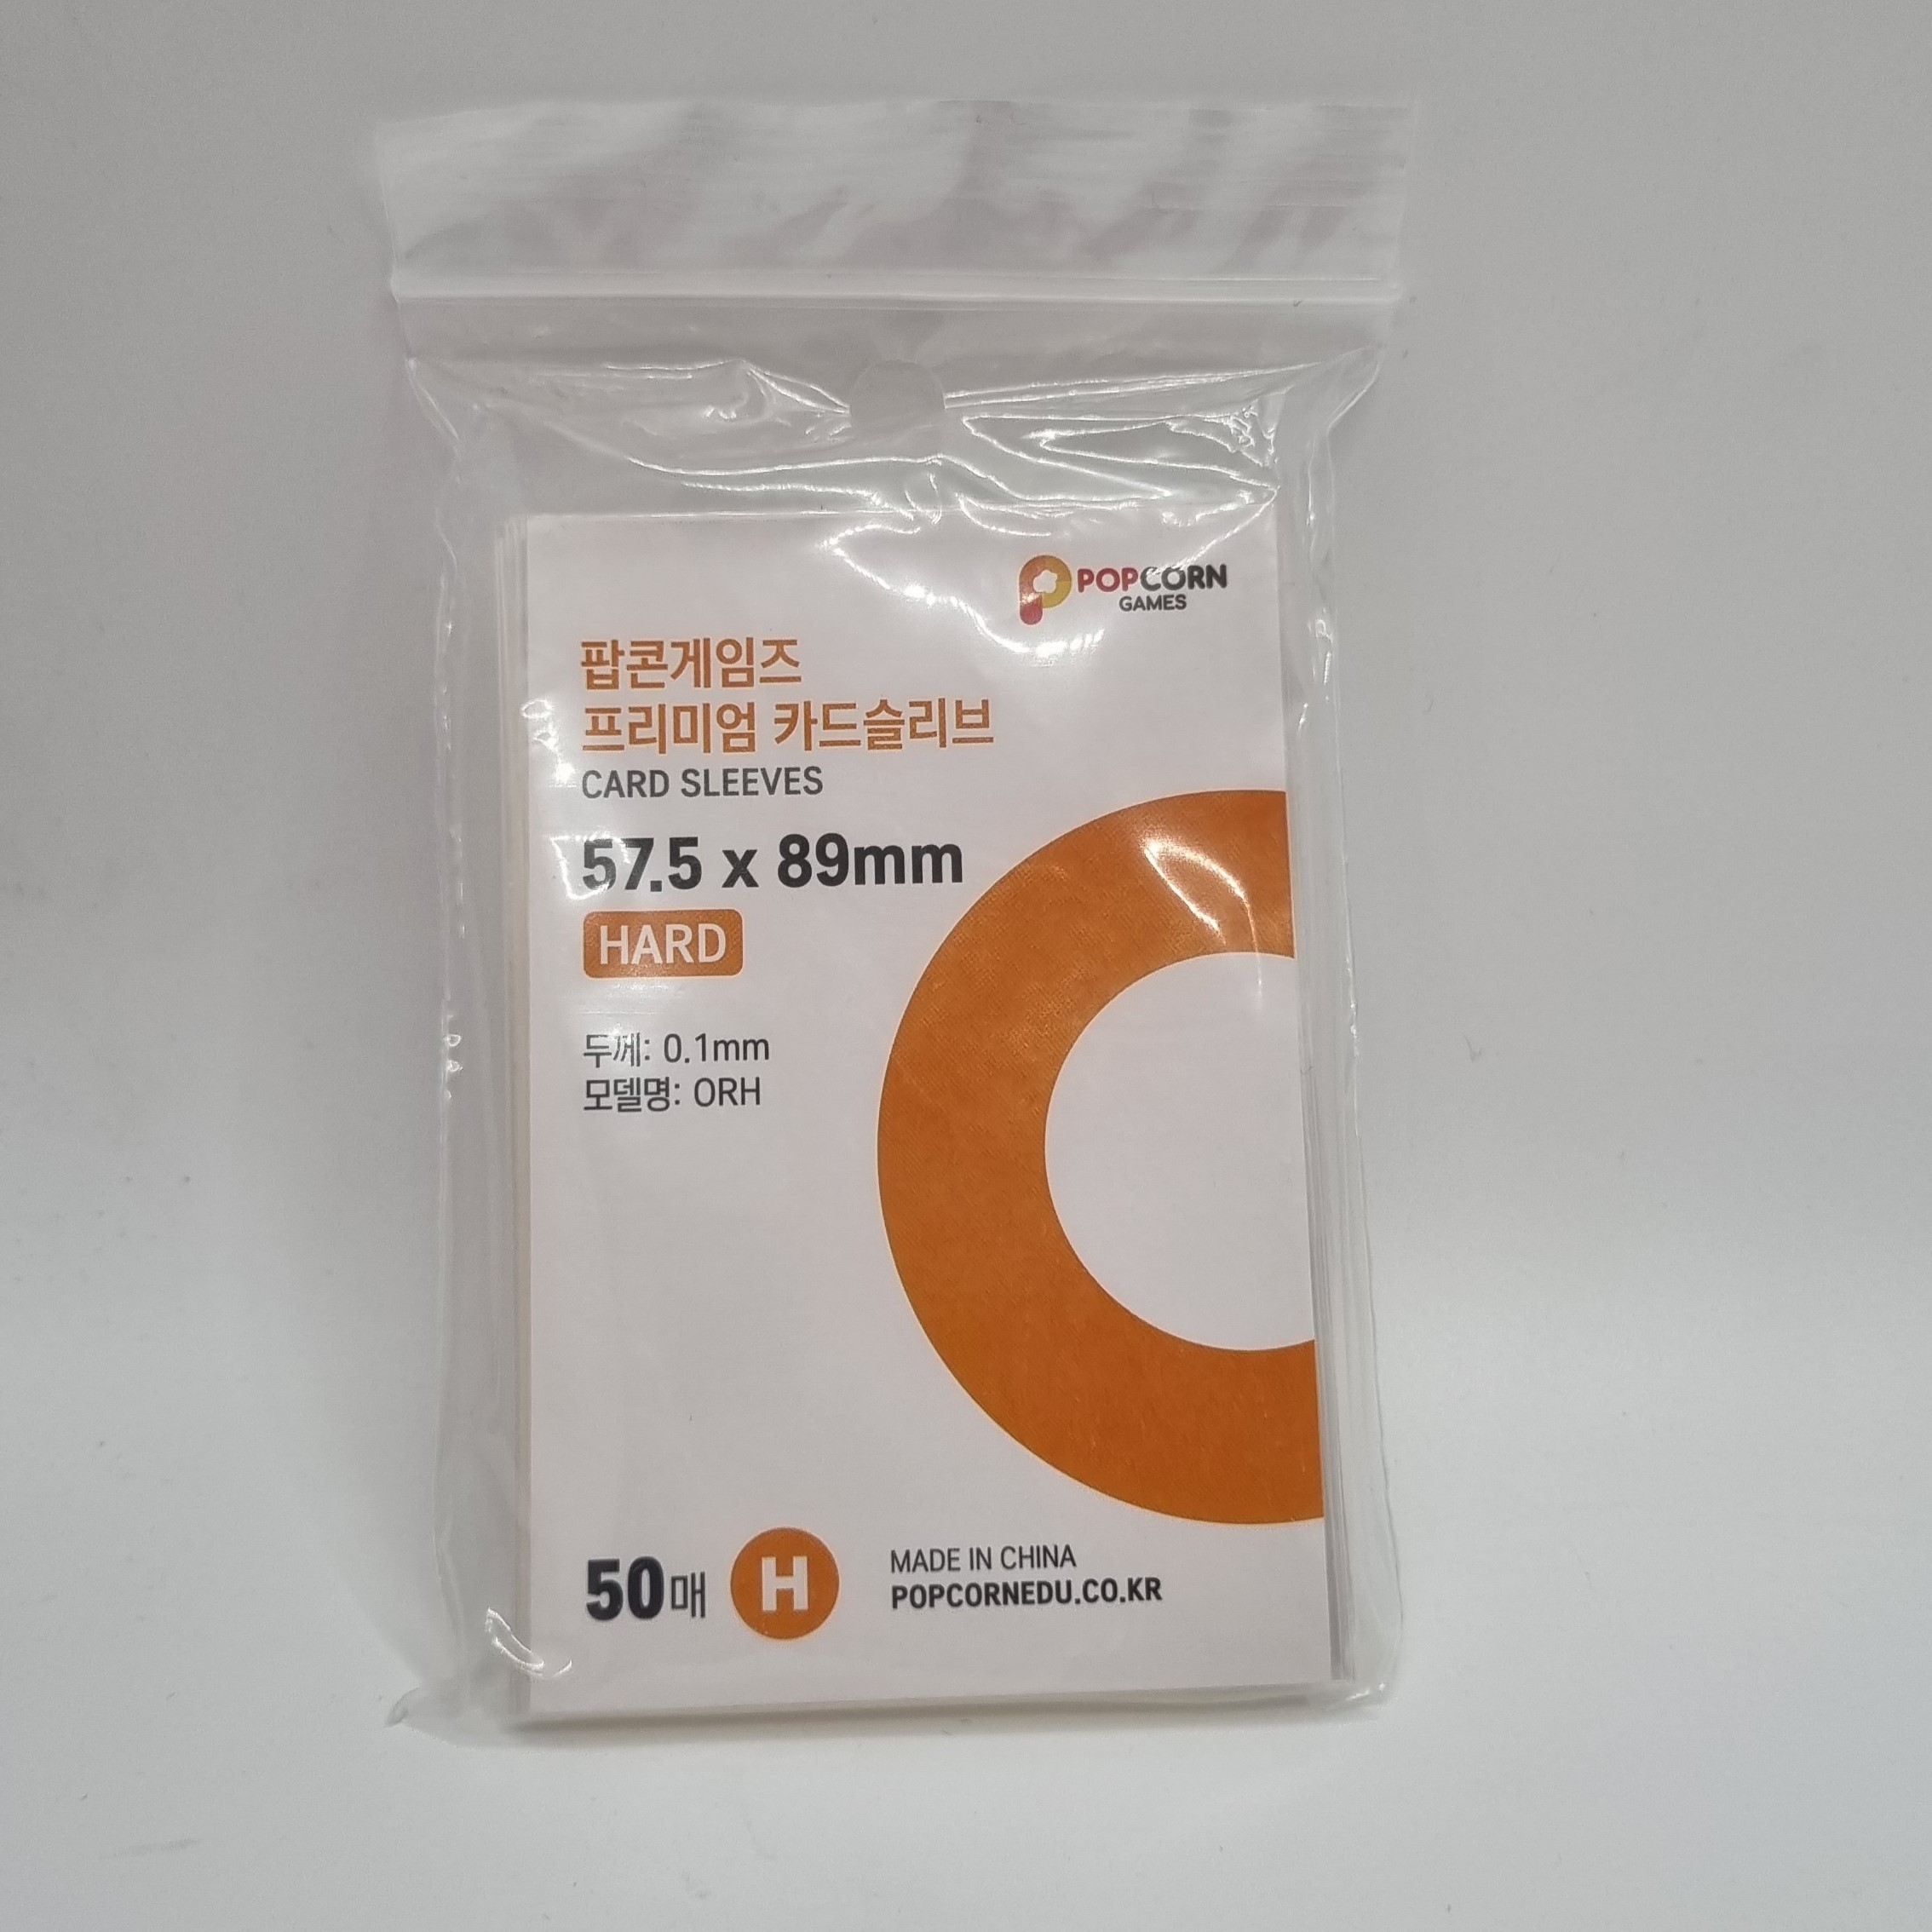 POPCORN
GAMES
팝콘게임즈
프리미엄 카드슬리브
CARD SLEEVES
57.5 x 89mm
HARD
두께: 0.1mm
모델명: ORH
50매 H
MADE IN CHINA
POPCORNEDU.CO.KR